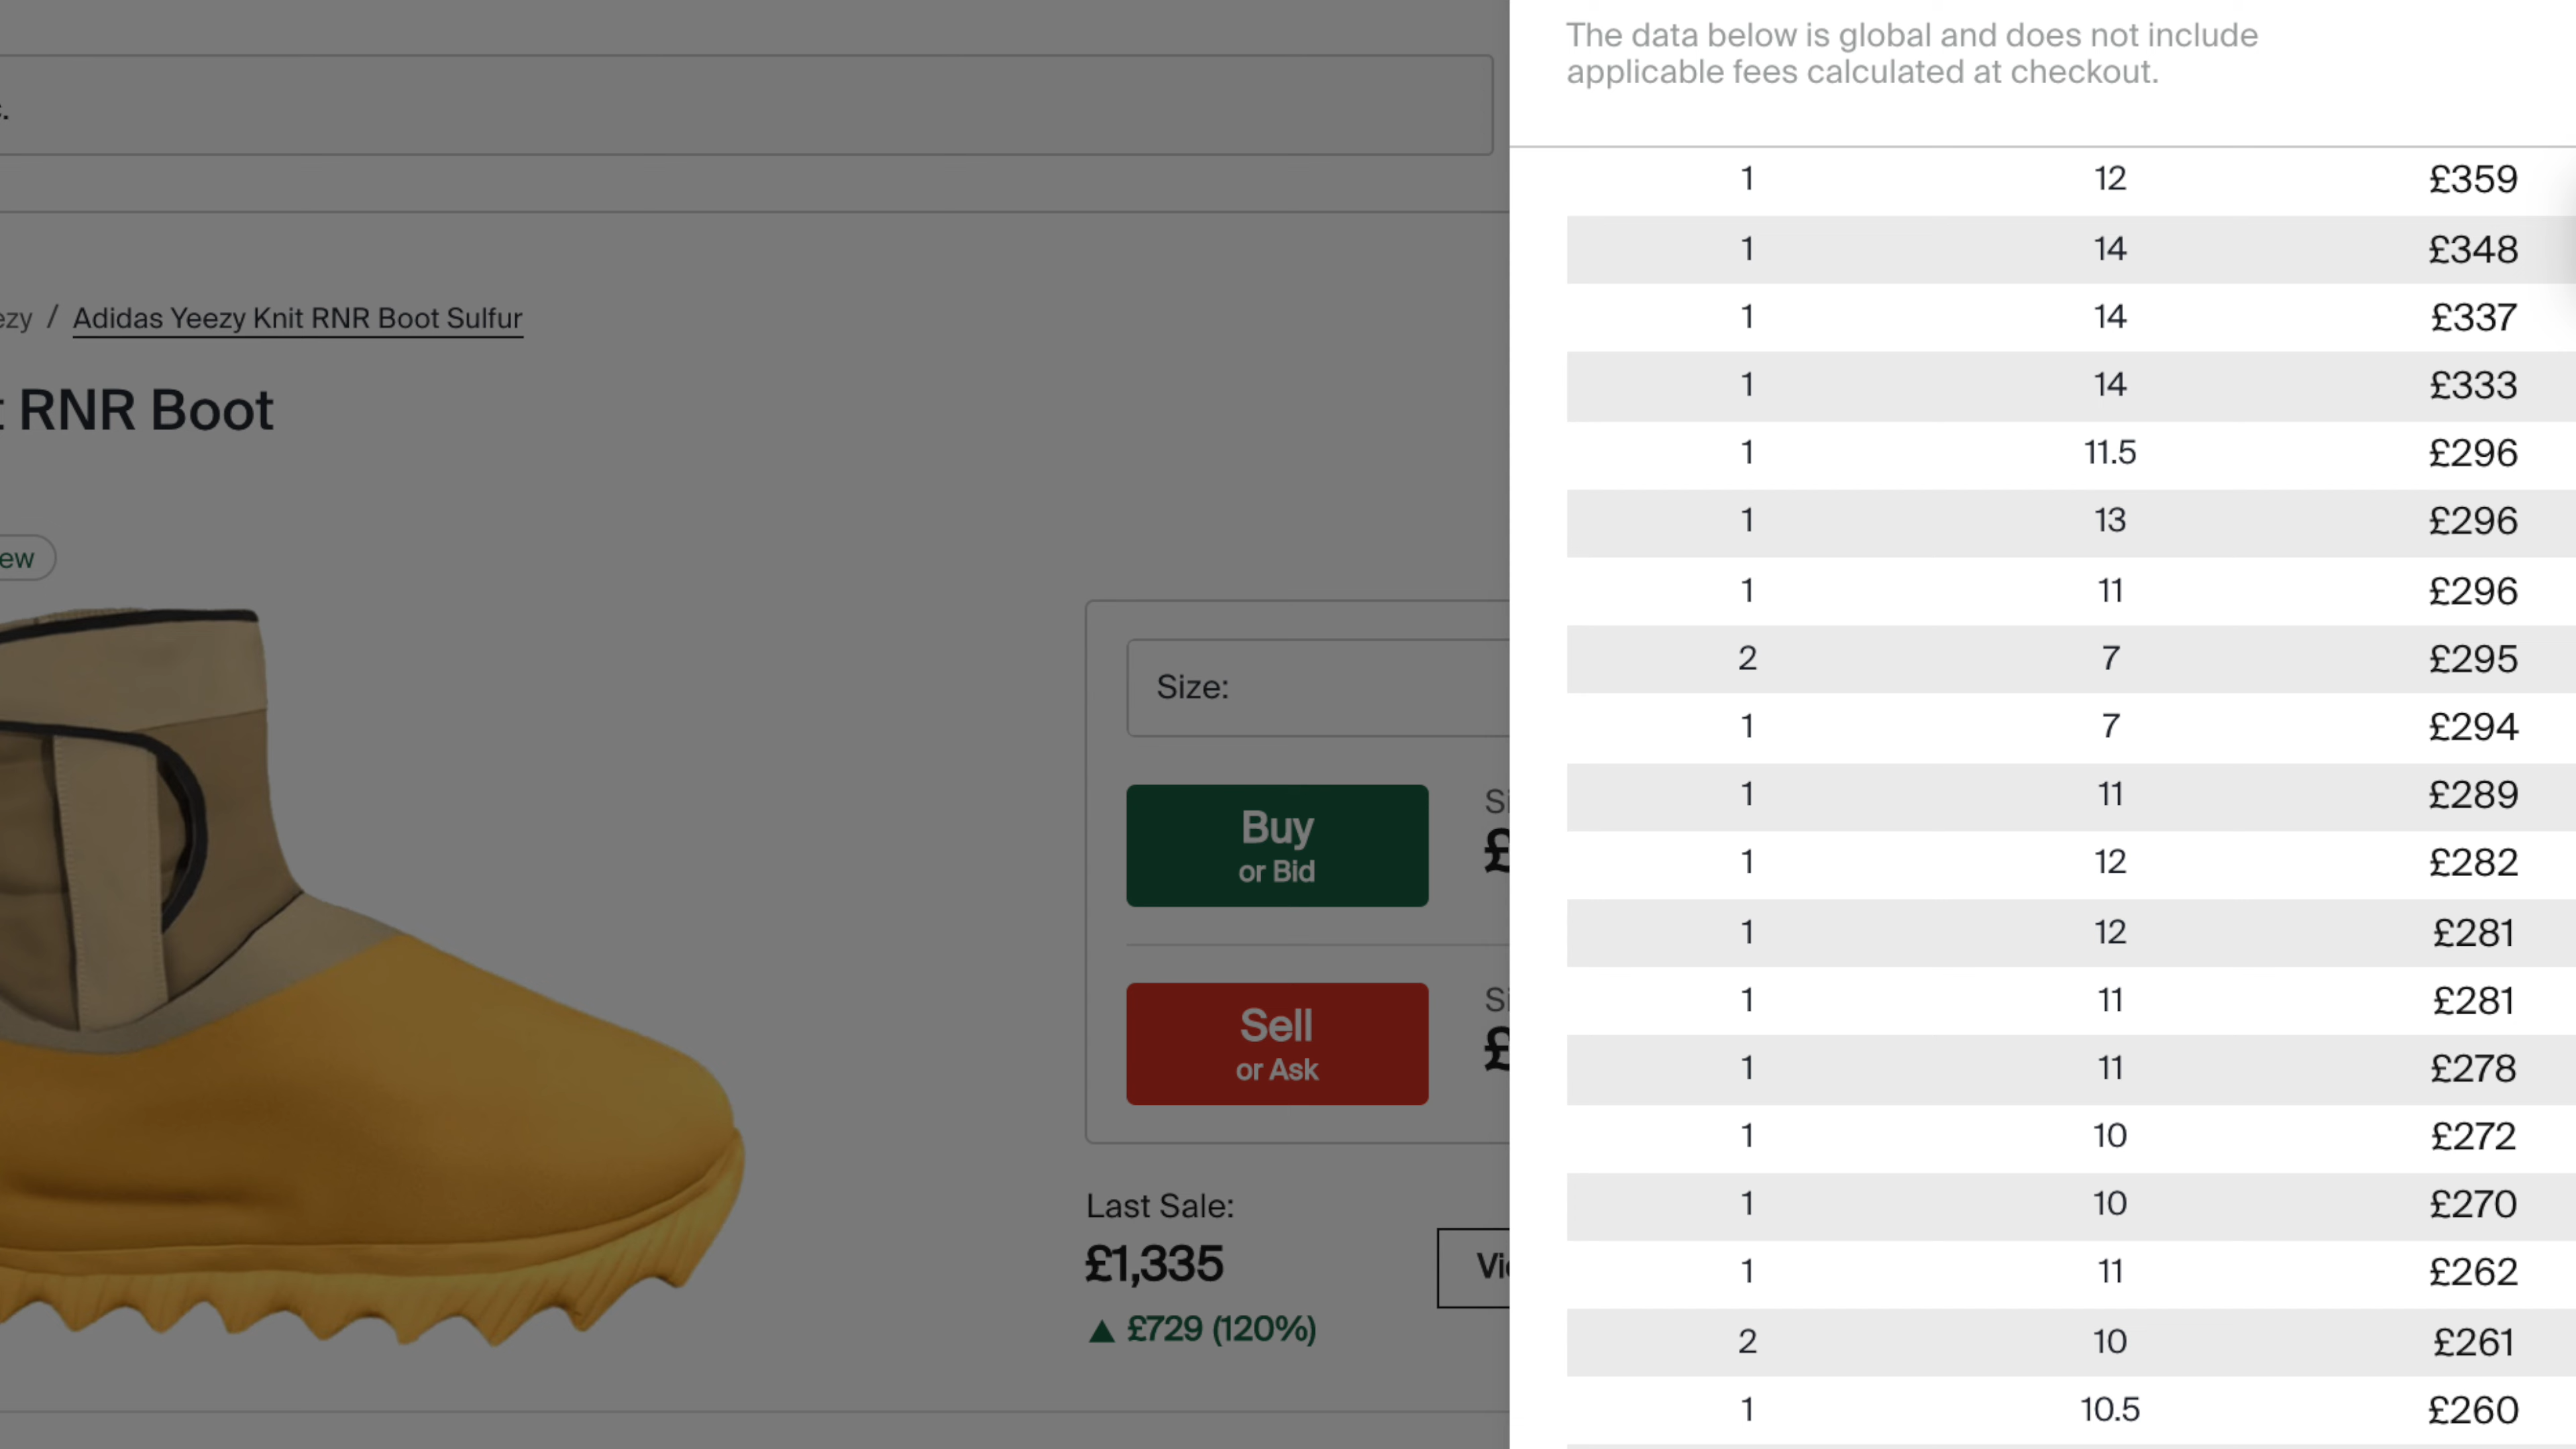 ezy / Adidas Yeezy Knit RNR Boot Sulfur
RNR Boot
ew
Size:
Buy
or Bid
£
Sell
or Ask
£
Last Sale:
£1,335
▲ £729 (120%)
The data below is global and does not include
applicable fees calculated at checkout.
1 12 £359
1 14 £348
1 14 £337
1 14 £333
1 11.5 £296
1 13 £296
1 11 £296
2 7 £295
1 7 £294
1 11 £289
1 12 £282
1 12 £281
1 11 £281
1 11 £278
1 10 £272
1 10 £270
1 11 £262
2 10 £261
1 10.5 £260